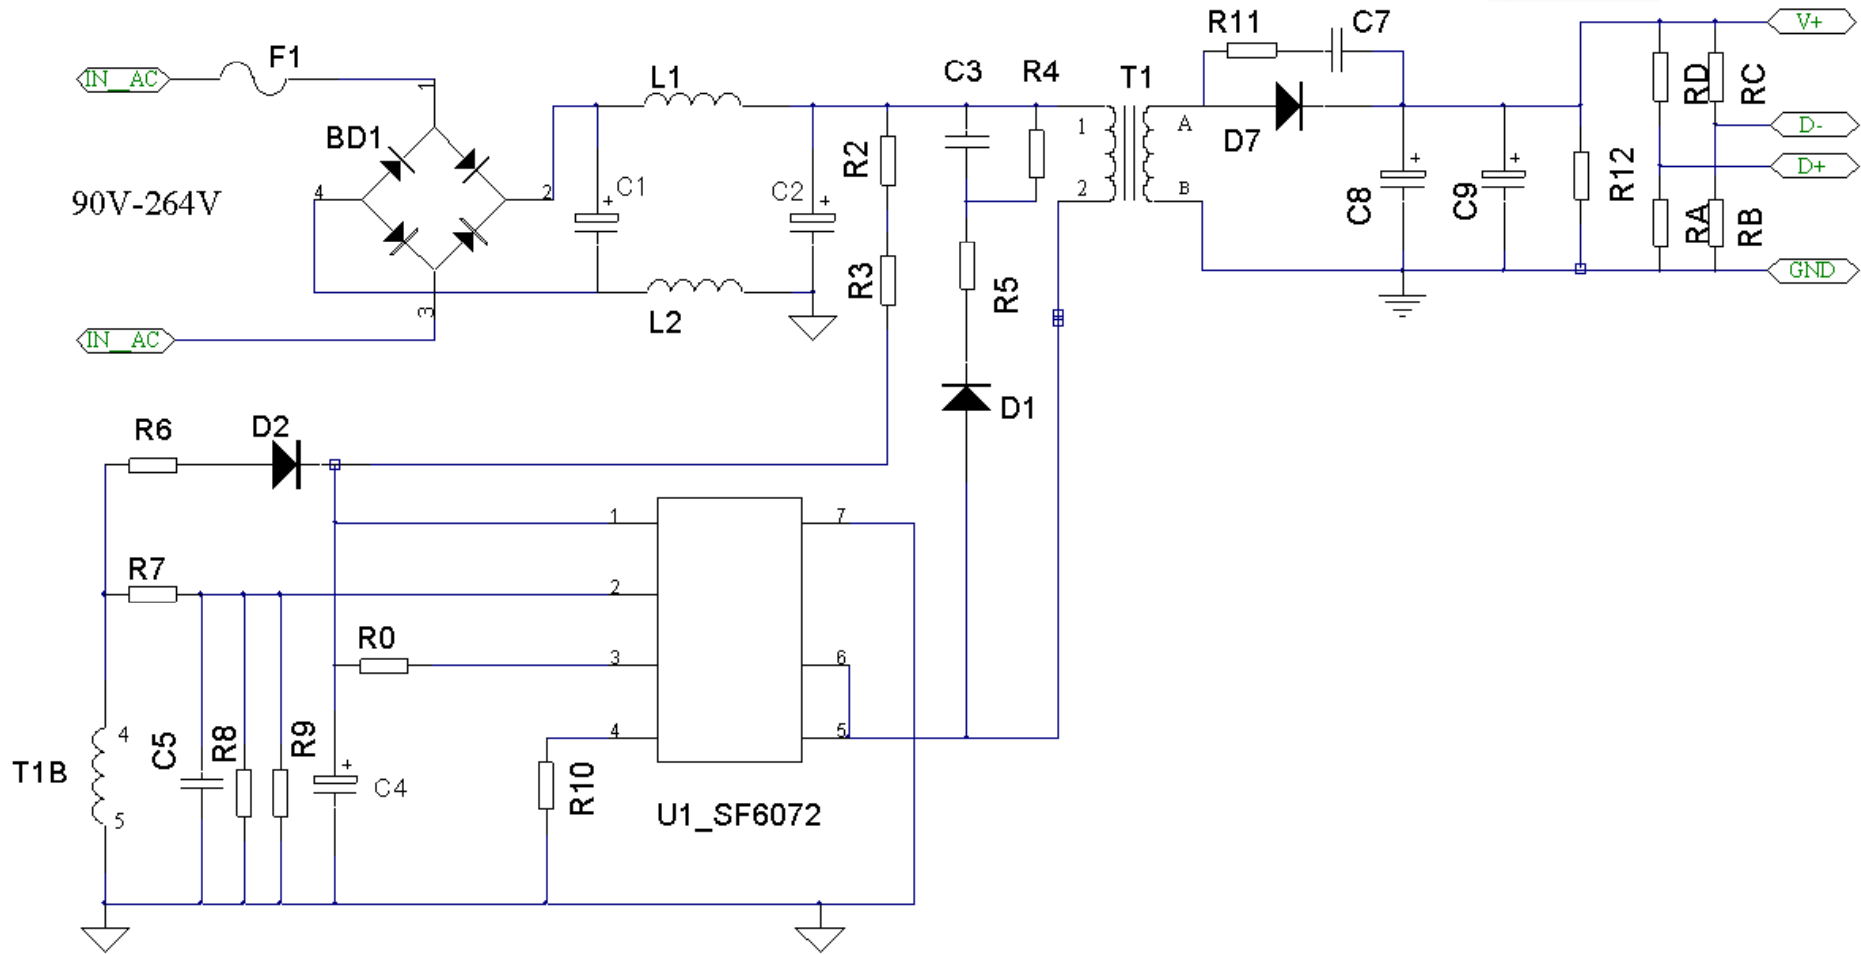 R11
C7
V+
F1
IN_AC
L1
C3
R4
T1
RD
RC
1
A
D-
BD1
D7
R2
D+
4
2
C1
C2
2
B
R12
90V-264V
C8
C9
RA
RB
R3
GND
R5
3
L2
IN_AC
D1
R6
D2
1
7
R7
2
R0
3
6
4
C5
R8
R9
4
5
T1B
C4
R10
5
U1_SF6072